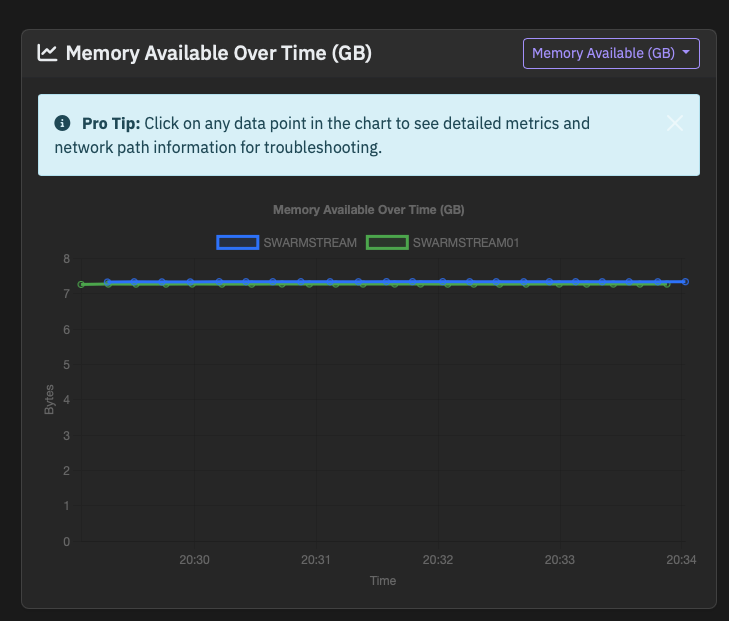 Memory Available Over Time (GB)
Memory Available (GB)
Pro Tip: Click on any data point in the chart to see detailed metrics and
network path information for troubleshooting.
Memory Available Over Time (GB)
SWARMSTREAM SWARMSTREAM01
8
7
6
5
4
3
2
1
0
Bytes
20:30 20:31 20:32 20:33 20:34
Time